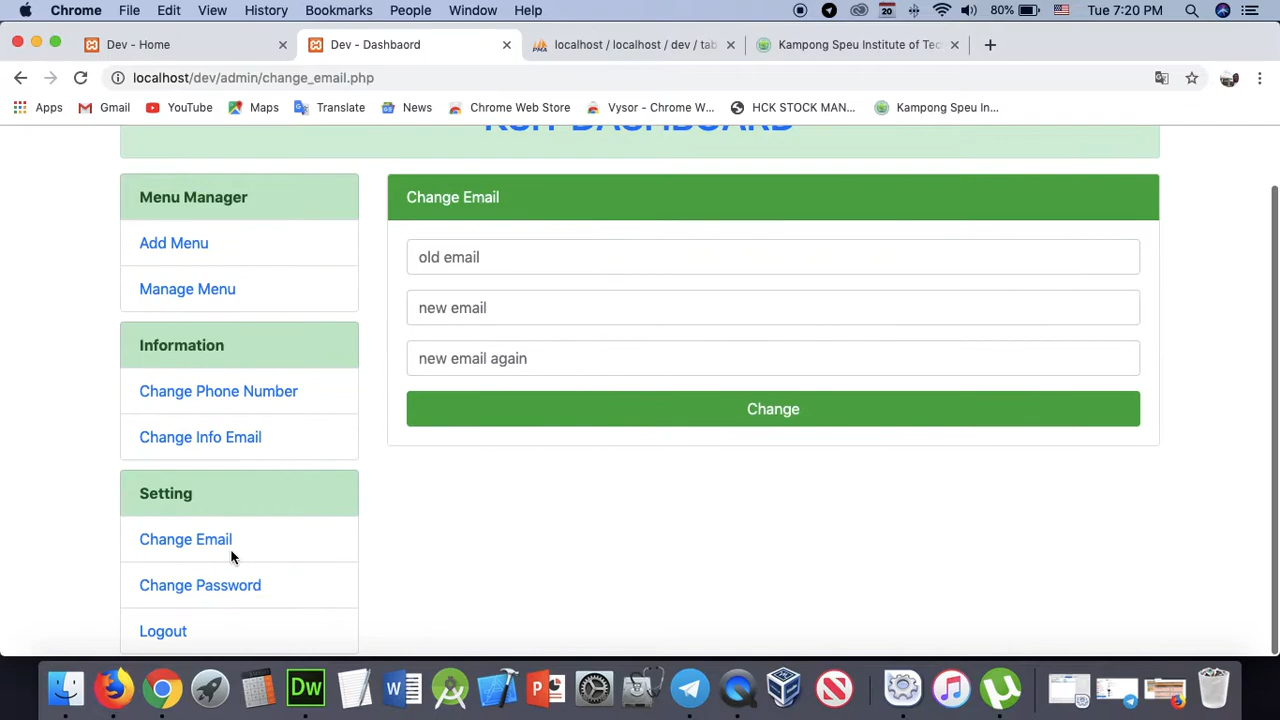 Chrome File Edit View History Bookmarks People Window Help 20 80% Tue 7:20 PM
Dev - Home Dev - Dashbaord localhost / localhost / dev / tab Kampong Speu Institute of Tec
localhost/dev/admin/change_email.php
Apps Gmail YouTube Maps Translate News Chrome Web Store Vysor - Chrome W... HCK STOCK MAN... Kampong Speu In...
KSIT DASHBOARD
Menu Manager
Add Menu
Manage Menu
Information
Change Phone Number
Change Info Email
Setting
Change Email
Change Password
Logout
Change Email
old email
new email
new email again
Change
Dw